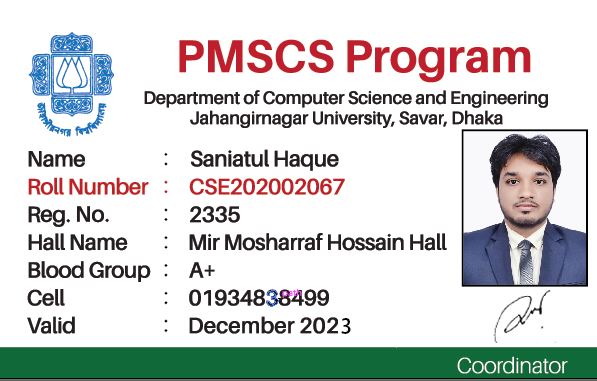 PMSCS Program
Department of Computer Science and Engineering
Jahangirnagar University, Savar, Dhaka
জাহাঙ্গীরনগর বিশ্ববিদ্যালয়
Name : Saniatul Haque
Roll Number : CSE202002067
Reg. No. : 2335
Hall Name : Mir Mosharraf Hossain Hall
Blood Group : A+
Cell : 01934838499
Valid : December 2023
Coordinator